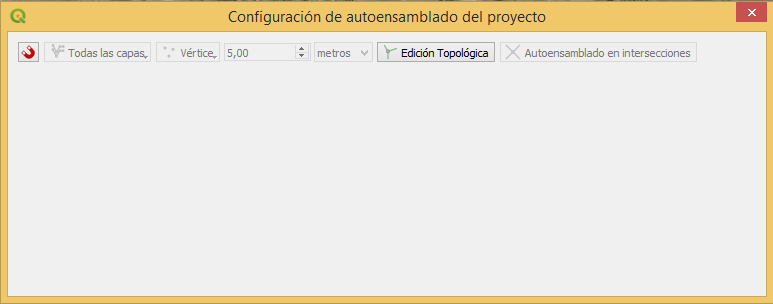 Configuración de autoensamblado del proyecto
Todas las capas Vértice 5,00 metros Edición Topológica Autoensamblado en intersecciones